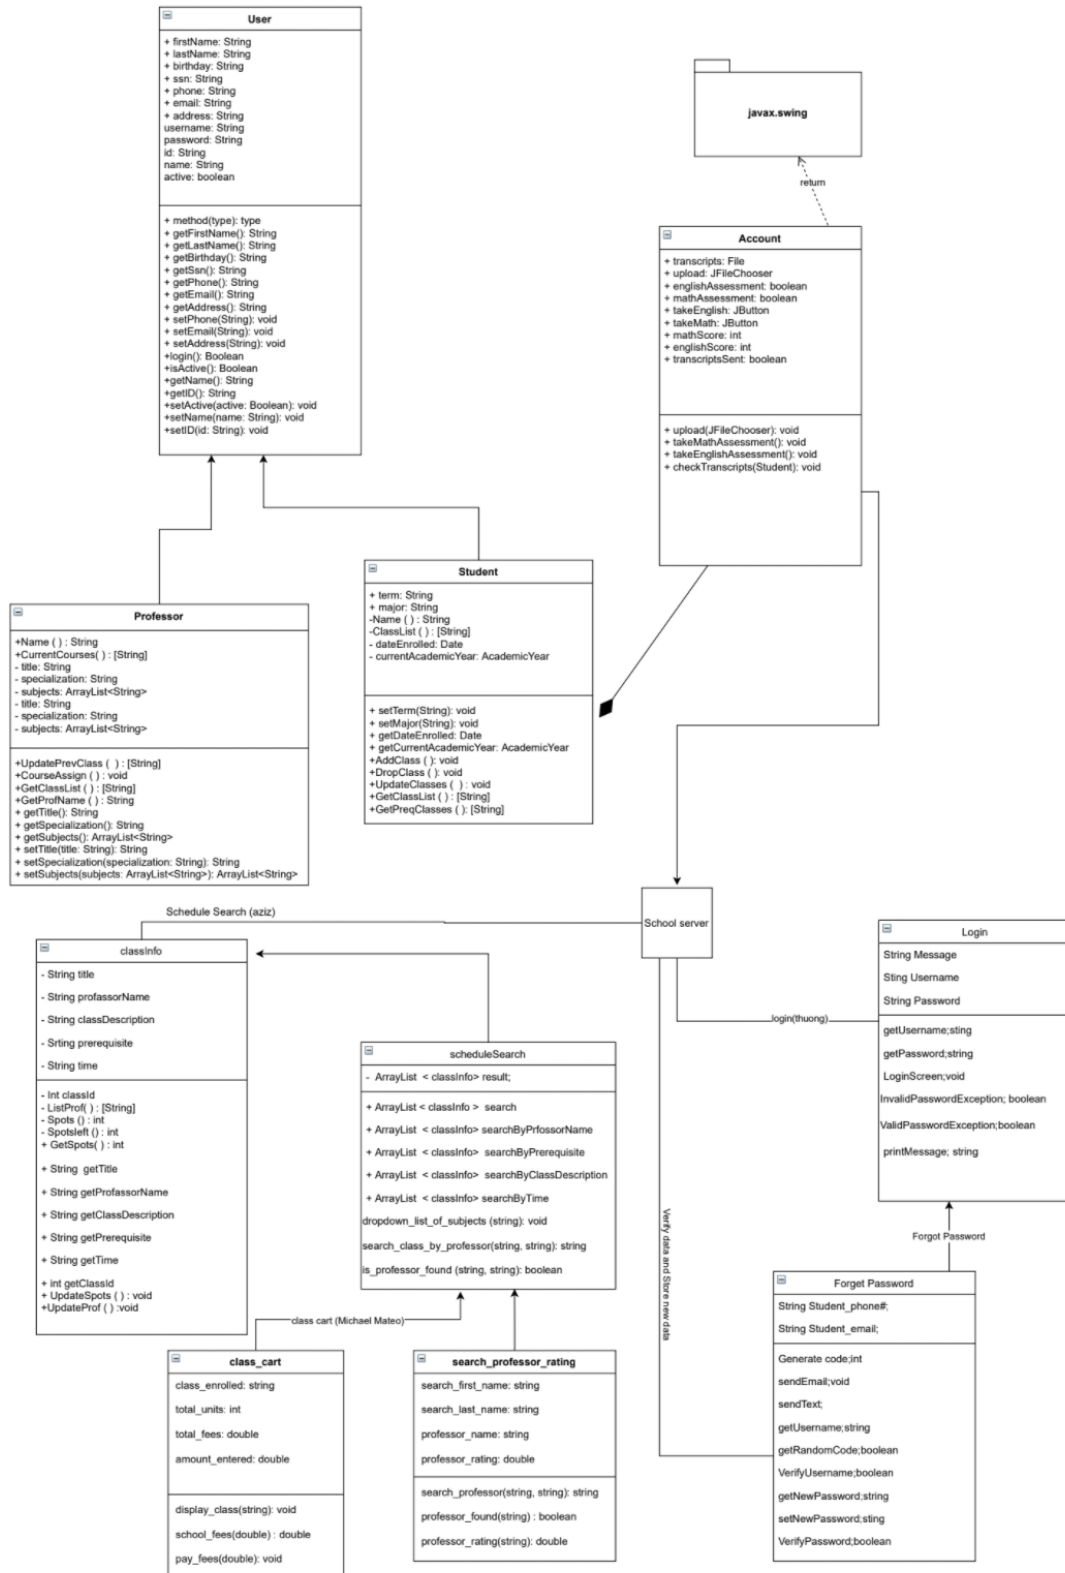 User
+ firstName: String
+ lastName: String
+ birthday: String
+ ssn: String
+ phone: String
+ email: String
+ address: String
username: String
password: String
id: String
name: String
active: boolean
+ method(type): type
+ getFirstName(): String
+ getLastName(): String
+ getBirthday(): String
+ getSsn(): String
+ getPhone(): String
+ getEmail(): String
+ getAddress(): String
+ setPhone(String): void
+ setEmail(String): void
+ setAddress(String): void
+login(): Boolean
+isActive(): Boolean
+getName(): String
+getID(): String
+setActive(active: Boolean): void
+setName(name: String): void
+setID(id: String): void
javax.swing
return
Account
+ transcripts: File
+ upload: JFileChooser
+ englishAssessment: boolean
+ mathAssessment: boolean
+ takeEnglish: JButton
+ takeMath: JButton
+ mathScore: int
+ englishScore: int
+ transcriptsSent: boolean
+ upload(JFileChooser): void
+ takeMathAssessment(): void
+ takeEnglishAssessment(): void
+ checkTranscripts(Student): void
Student
+ term: String
+ major: String
-Name ( ) : String
-ClassList ( ) : [String]
- dateEnrolled: Date
- currentAcademicYear: AcademicYear
+ setTerm(String): void
+ setMajor(String): void
+ getDateEnrolled: Date
+ getCurrentAcademicYear: AcademicYear
+AddClass ( ): void
+DropClass ( ): void
+UpdateClasses ( ) : void
+GetClassList ( ) : [String]
+GetPreqClasses ( ): [String]
Professor
+Name ( ) : String
+CurrentCourses( ) : [String]
- title: String
- specialization: String
- subjects: ArrayList<String>
- title: String
- specialization: String
- subjects: ArrayList<String>
+UpdatePrevClass ( ) : [String]
+CourseAssign ( ) : void
+GetClassList ( ) : [String]
+GetProfName ( ) : String
+ getTitle(): String
+ getSpecialization(): String
+ getSubjects(): ArrayList<String>
+ setTitle(title: String): String
+ setSpecialization(specialization: String): String
+ setSubjects(subjects: ArrayList<String>): ArrayList<String>
School server
Schedule Search (aziz)
classInfo
- String title
- String profassorName
- String classDescription
- Srting prerequisite
- String time
- Int classId
- ListProf( ) : [String]
- Spots () : int
- Spotsleft () : int
+ GetSpots( ) : int
+ String getTitle
+ String getProfassorName
+ String getClassDescription
+ String getPrerequisite
+ String getTime
+ int getClassId
+ UpdateSpots ( ) : void
+UpdateProf ( ) :void
scheduleSearch
- ArrayList < classInfo> result;
+ ArrayList < classInfo > search
+ ArrayList < classInfo> searchByPrfossorName
+ ArrayList < classInfo> searchByPrerequisite
+ ArrayList < classInfo> searchByClassDescription
+ ArrayList < classInfo> searchByTime
dropdown_list_of_subjects (string): void
search_class_by_professor(string, string): string
is_professor_found (string, string): boolean
login(thuong)
Login
String Message
Sting Username
String Password
getUsername;sting
getPassword;string
LoginScreen;void
InvalidPasswordException; boolean
ValidPasswordException;boolean
printMessage; string
Verify data and Store new data
Forgot Password
Forget Password
String Student_phone#;
String Student_email;
Generate code;int
sendEmail;void
sendText;
getUsername;string
getRandomCode;boolean
VerifyUsername;boolean
getNewPassword;string
setNewPassword;sting
VerifyPassword;boolean
class cart (Michael Mateo)
class_cart
class_enrolled: string
total_units: int
total_fees: double
amount_entered: double
display_class(string): void
school_fees(double) : double
pay_fees(double): void
search_professor_rating
search_first_name: string
search_last_name: string
professor_name: string
professor_rating: double
search_professor(string, string): string
professor_found(string) : boolean
professor_rating(string): double